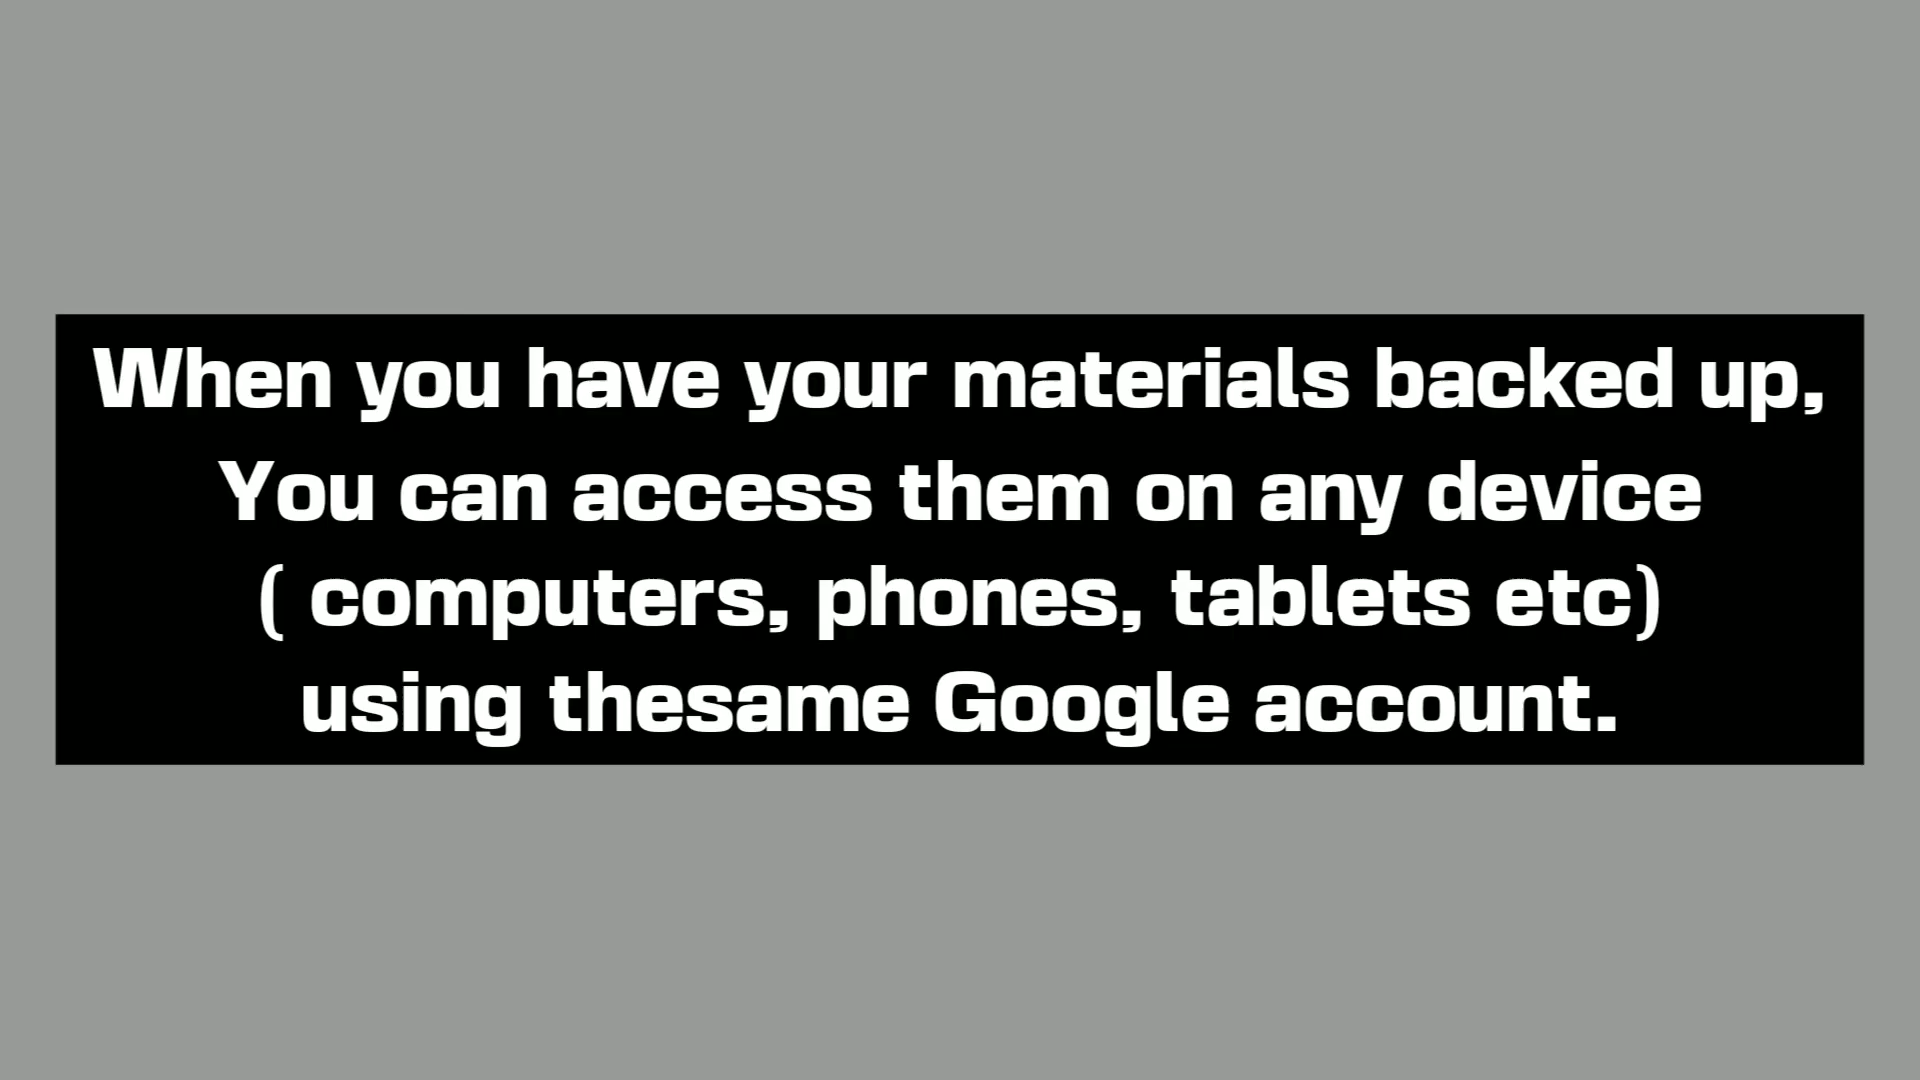 When you have your materials backed up,
You can access them on any device
( computers, phones, tablets etc)
using thesame Google account.